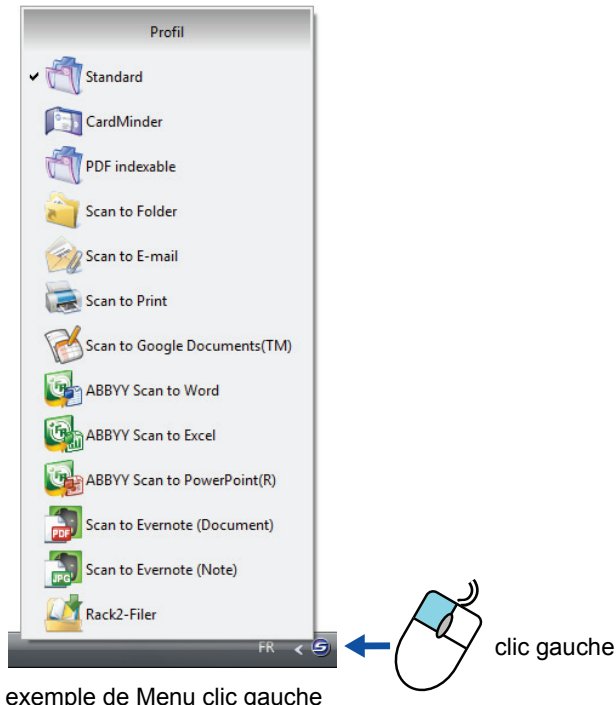 Profil
Standard
CardMinder
PDF indexable
Scan to Folder
Scan to E-mail
Scan to Print
Scan to Google Documents(TM)
ABBYY Scan to Word
ABBYY Scan to Excel
ABBYY Scan to PowerPoint(R)
PDF
Scan to Evernote (Document)
JPG
Scan to Evernote (Note)
Rack2-Filer
FR <
S
clic gauche
exemple de Menu clic gauche